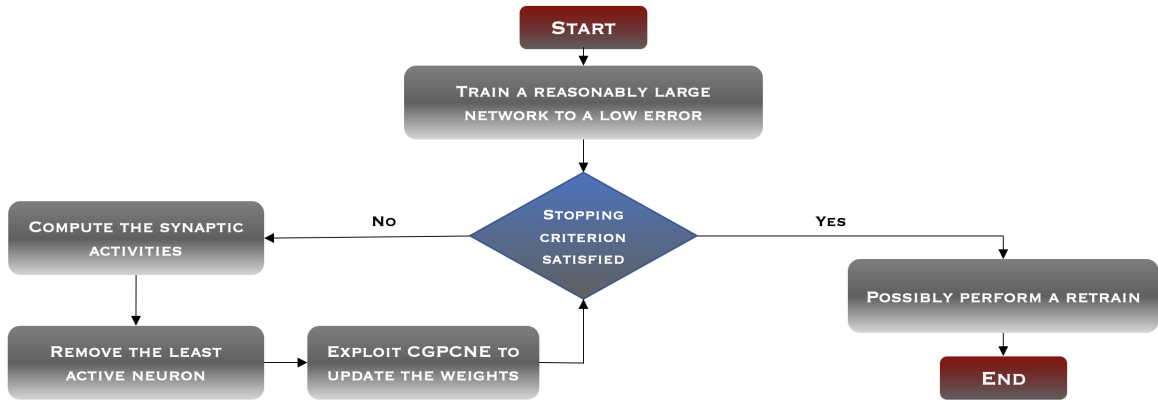 START
TRAIN A REASONABLY LARGE
NETWORK TO A LOW ERROR
STOPPING
CRITERION
SATISFIED
NO
YES
COMPUTE THE SYNAPTIC
ACTIVITIES
REMOVE THE LEAST
ACTIVE NEURON
EXPLOIT CGPCNE TO
UPDATE THE WEIGHTS
POSSIBLY PERFORM A RETRAIN
END